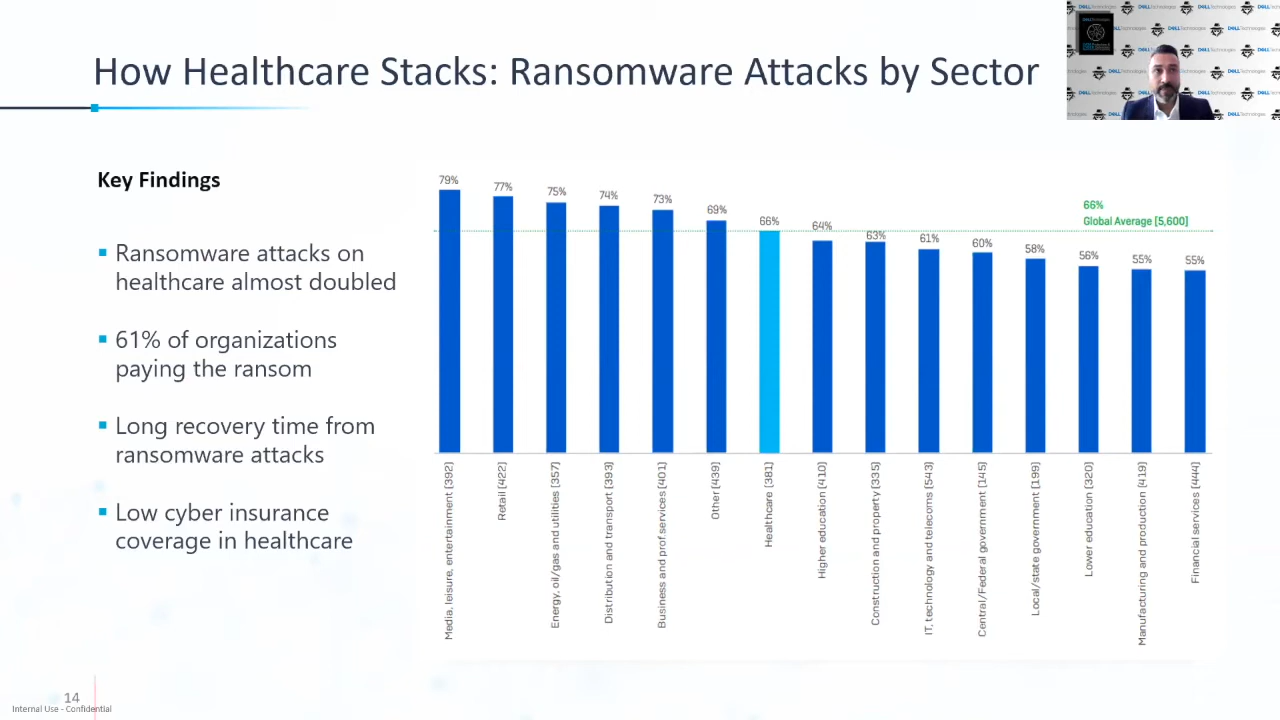 How Healthcare Stacks: Ransomware Attacks by Sector
Key Findings
Ransomware attacks on
healthcare almost doubled
61% of organizations
paying the ransom
Long recovery time from
ransomware attacks
Low cyber insurance
coverage in healthcare
79%
77%
75%
74%
73%
69%
66%
64%
63%
61%
60%
58%
56%
55%
55%
66%
Global Average [5,600]
Media, leisure, entertainment [392]
Retail [422]
Energy, oil/gas and utilities [357]
Distribution and transport [393]
Business and prof services [401]
Other [439]
Healthcare [381]
Higher education [410]
Construction and property [335]
IT, technology and telecoms [543]
Central/Federal government [145]
Local/state government [199]
Lower education [320]
Manufacturing and production [419]
Financial services [444]
14
Internal Use - Confidential
DELLTechnologies